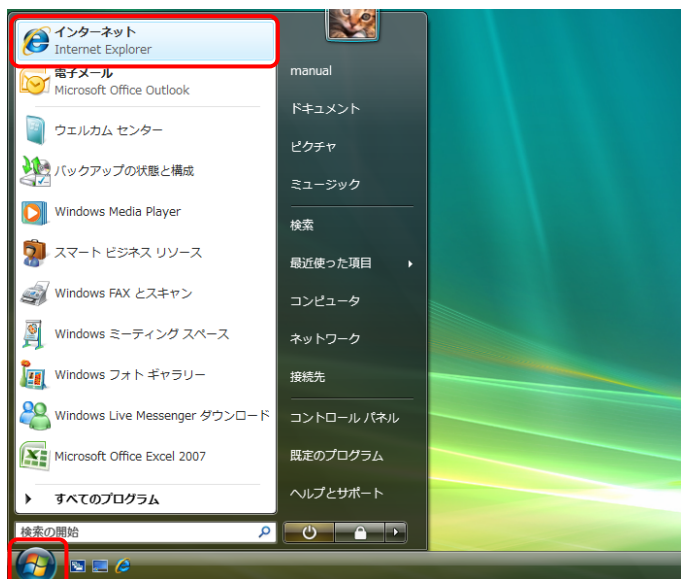 インターネット
Internet Explorer
電子メール
Microsoft Office Outlook
ウェルカム センター
バックアップの状態と構成
Windows Media Player
スマート ビジネス リソース
Windows FAX とスキャン
Windows ミーティング スペース
Windows フォト ギャラリー
Windows Live Messenger ダウンロード
Microsoft Office Excel 2007
すべてのプログラム
検索の開始
manual
ドキュメント
ピクチャ
ミュージック
検索
最近使った項目
コンピュータ
ネットワーク
接続先
コントロール パネル
既定のプログラム
ヘルプとサポート